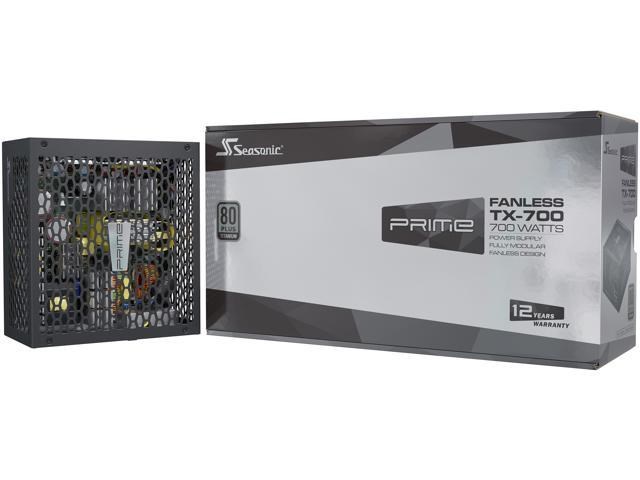 PRIME
Seasonic
80
PLUS
TITANIUM
PRIME
FANLESS
TX-700
700 WATTS
POWER SUPPLY
FULLY MODULAR
FANLESS DESIGN
12 YEARS
WARRANTY